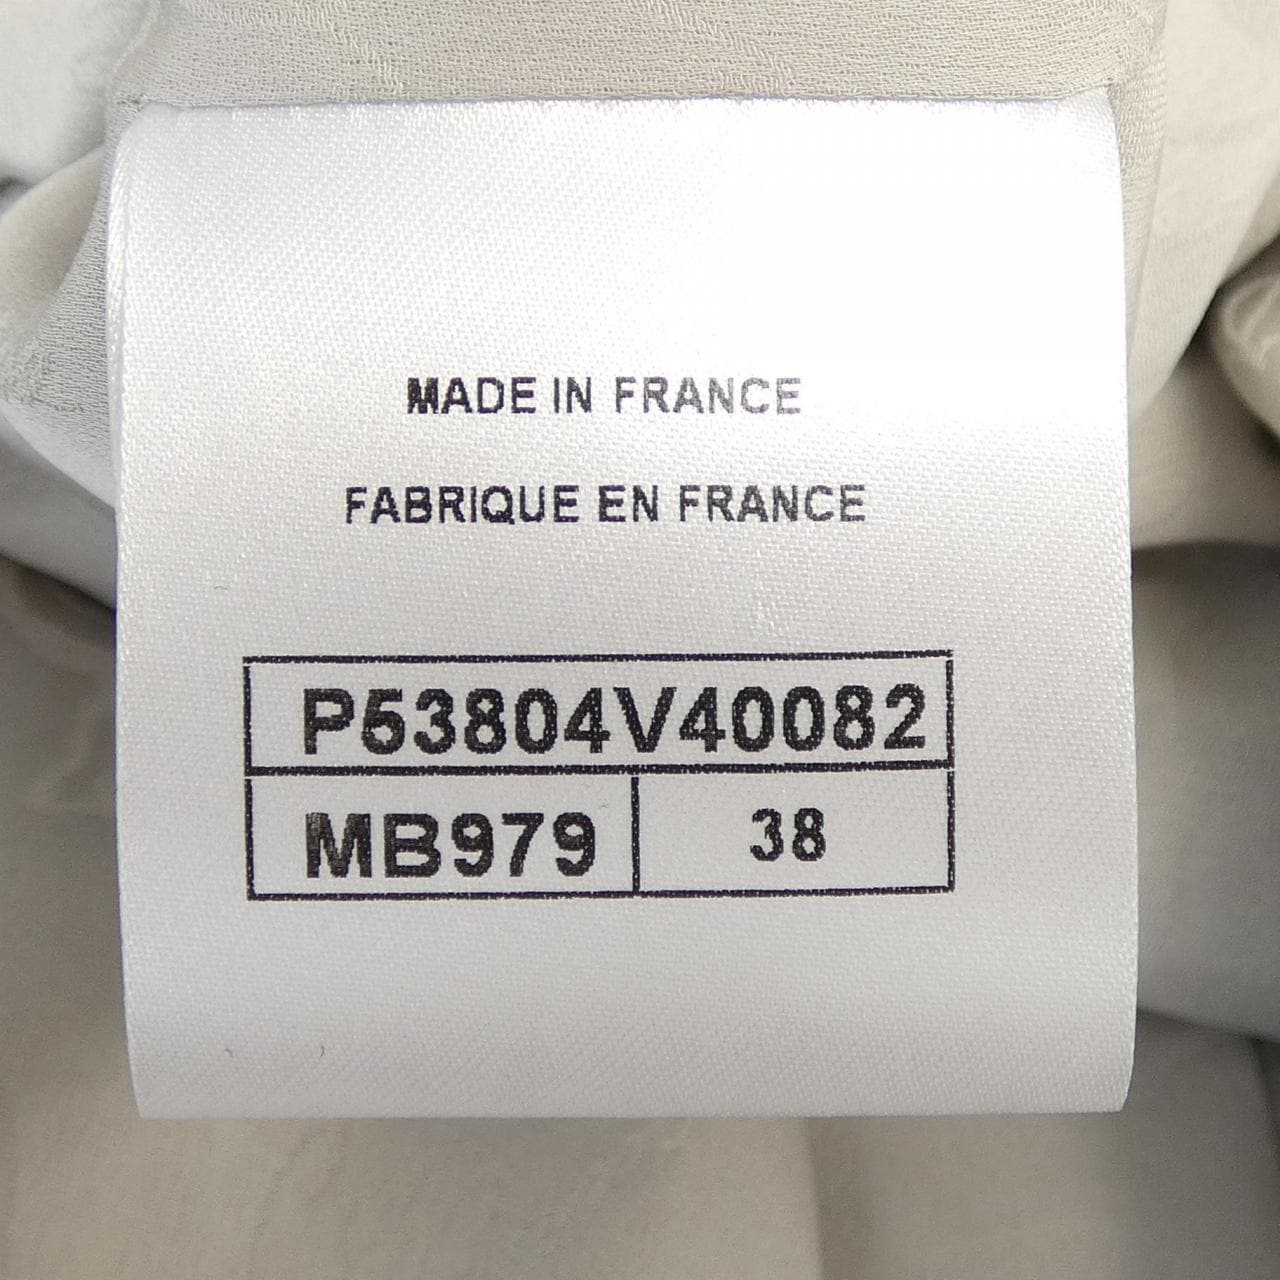 MADE IN FRANCE
FABRIQUE EN FRANCE
P53804V40082
MB979 38